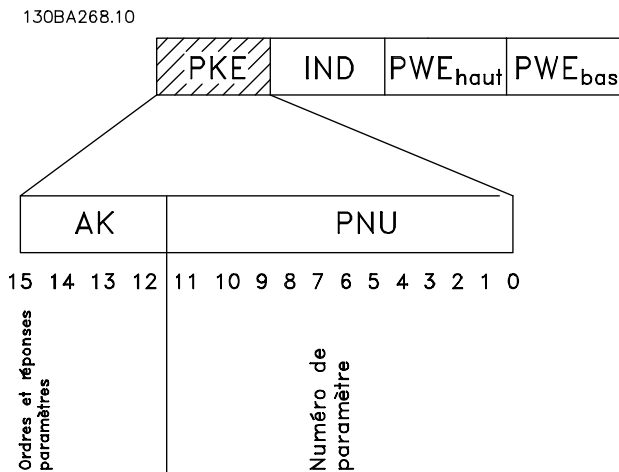 130BA268.10
PKE IND PWEhaut PWEbas
AK PNU
15 14 13 12 11 10 9 8 7 6 5 4 3 2 1 0
Ordres et réponses
paramètres
Numéro de
paramètre